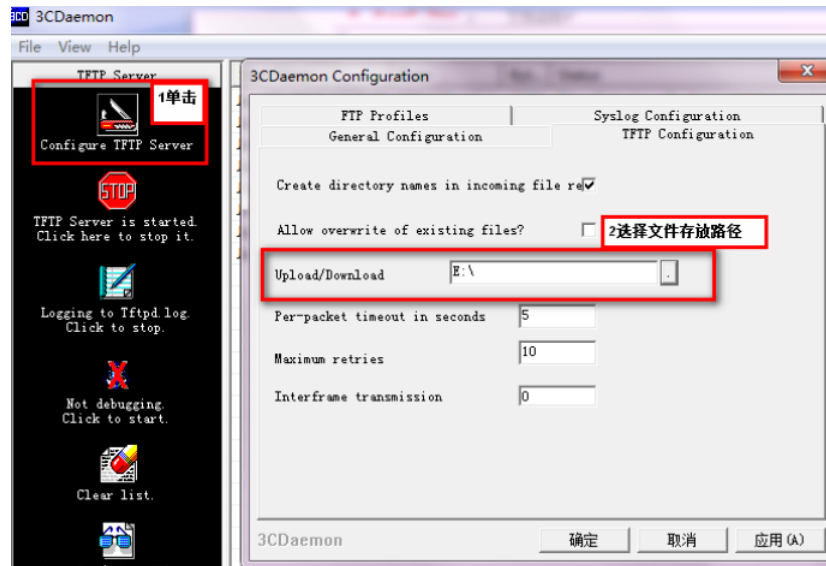 3CD 3CDaemon
File View Help
TFTP Server
1单击
Configure TFTP Server
STOP
TFTP Server is started.
Click here to stop it.
Logging to Tftpd.log.
Click to stop.
Not debugging.
Click to start.
Clear list.
3CDaemon Configuration
FTP Profiles
Syslog Configuration
General Configuration
TFTP Configuration
Create directory names in incoming file re
Allow overwrite of existing files?
2选择文件存放路径
Upload/Download
E:\
.
Per-packet timeout in seconds
5
Maximum retries
10
Interframe transmission
0
3CDaemon
确定
取消
应用(A)